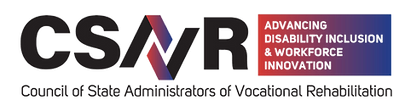 CSAVR
ADVANCING
DISABILITY INCLUSION
& WORKFORCE
INNOVATION
Council of State Administrators of Vocational Rehabilitation